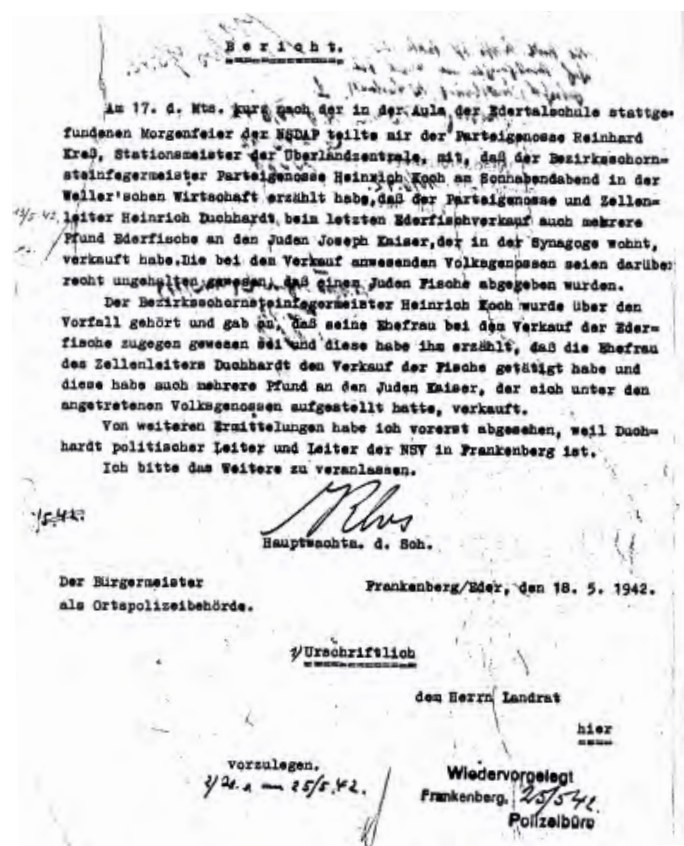 Bericht.
Am 17. d. Mts. kurz nach der in der Aula der Edertalschule stattge=
fundenen Morgenfeier der NSDAP teilte mir der Parteigenosse Reinhard
Kreß, Stationsmeister der Überlandzentrale, mit, daß der Bezirksschorn=
steinfegermeister Parteigenosse Heinrich Koch am Sonnabendabend in der
Weller'schen Wirtschaft erzählt habe,daß der Parteigenosse und Zellen=
leiter Heinrich Duchhardt beim letzten Ederfischverkauf auch mehrere
Pfund Ederfische an den Juden Joseph Kaiser,der in der Synagoge wohnt,
verkauft habe.Die bei dem Verkauf anwesenden Volksgenossen seien darüber
recht ungehalten gewesen, daß einem Juden Fische abgegeben wurden.
Der Bezirksschornsteinfegermeister Heinrich Koch wurde über den
Vorfall gehört und gab an, daß seine Ehefrau bei dem Verkauf der Eder=
fische zugegen gewesen sei und diese habe ihm erzählt, daß die Ehefrau
des Zellenleiters Duchhardt den Verkauf der Fische getätigt habe und
diese habe auch mehrere Pfund an den Juden Kaiser, der sich unter den
angetretenen Volksgenossen aufgestellt hatte, verkauft.
Von weiteren Ermittelungen habe ich vorerst abgesehen, weil Duch=
hardt politischer Leiter und Leiter der NSV in Frankenberg ist.
Ich bitte das Weitere zu veranlassen.
Hauptwachtm. d. Sch.
Der Bürgermeister
als Ortspolizeibehörde.
Frankenberg/Eder, den 18. 5. 1942.
1/ Urschriftlich
dem Herrn Landrat
hier
vorzulegen.
25/5.42.
Wiedervorgelegt
Frankenberg, 25/5 42.
Polizeibüro